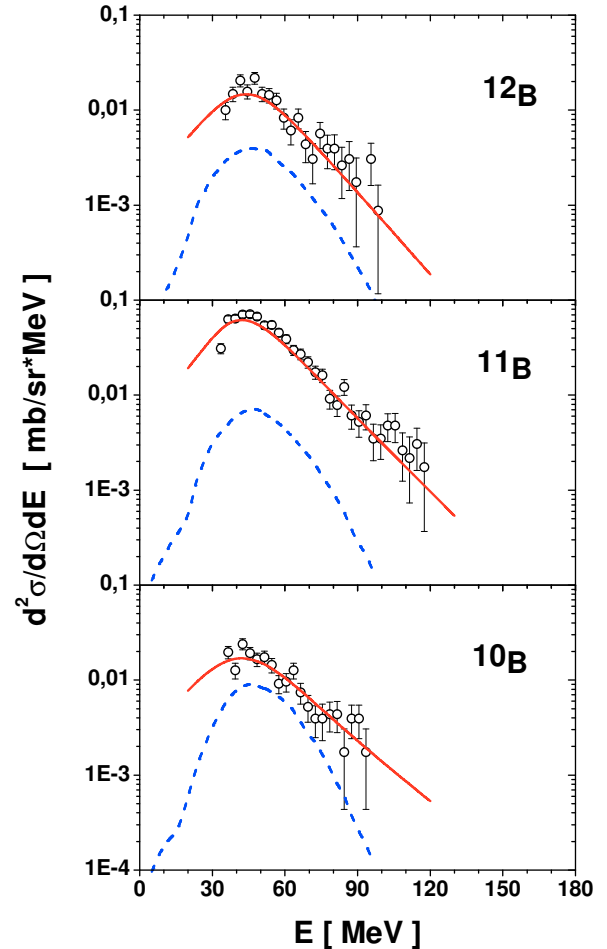 0,1
12B
0,01
1E-3
0,1
11B
0,01
1E-3
0,1
10B
0,01
1E-3
1E-4
0 30 60 90 120 150 180
E [ MeV ]
d²σ/dΩdE [ mb/sr*MeV ]